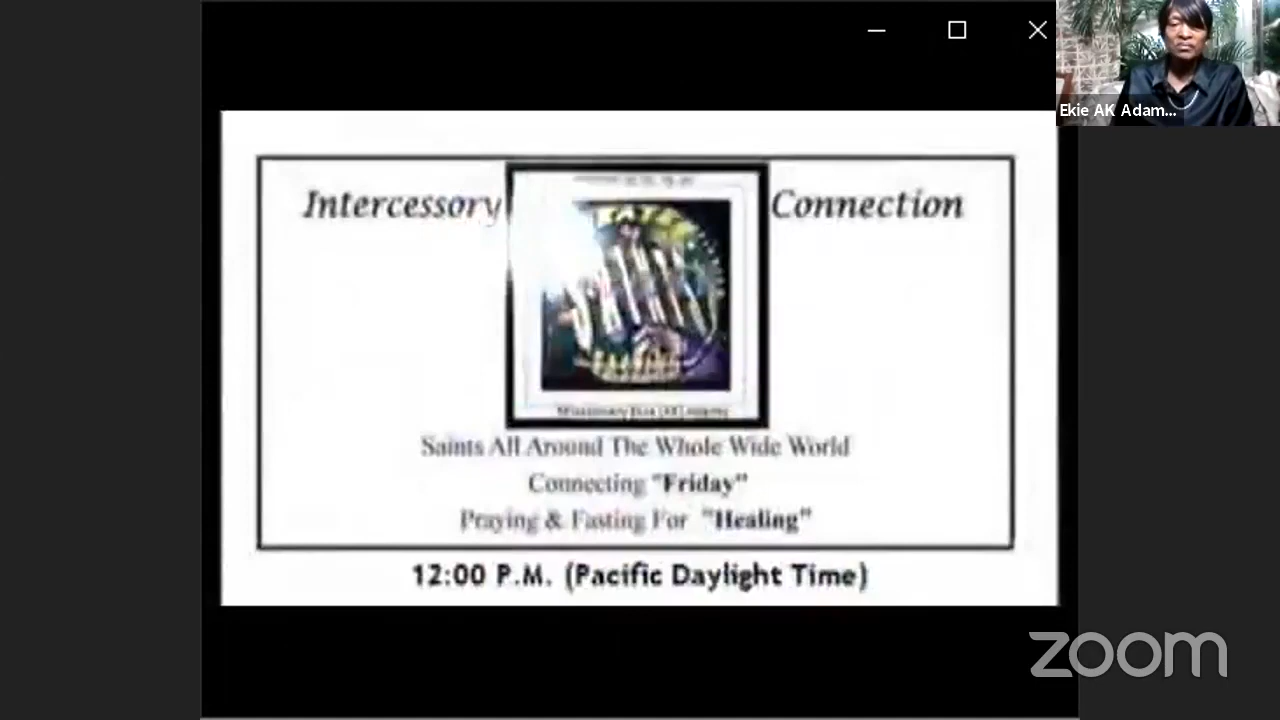 Ekie AK Adam...
Intercessory Connection
Saints All Around The Whole Wide World
Connecting "Friday"
Praying & Fasting For "Healing"
12:00 P.M. (Pacific Daylight Time)
zoom